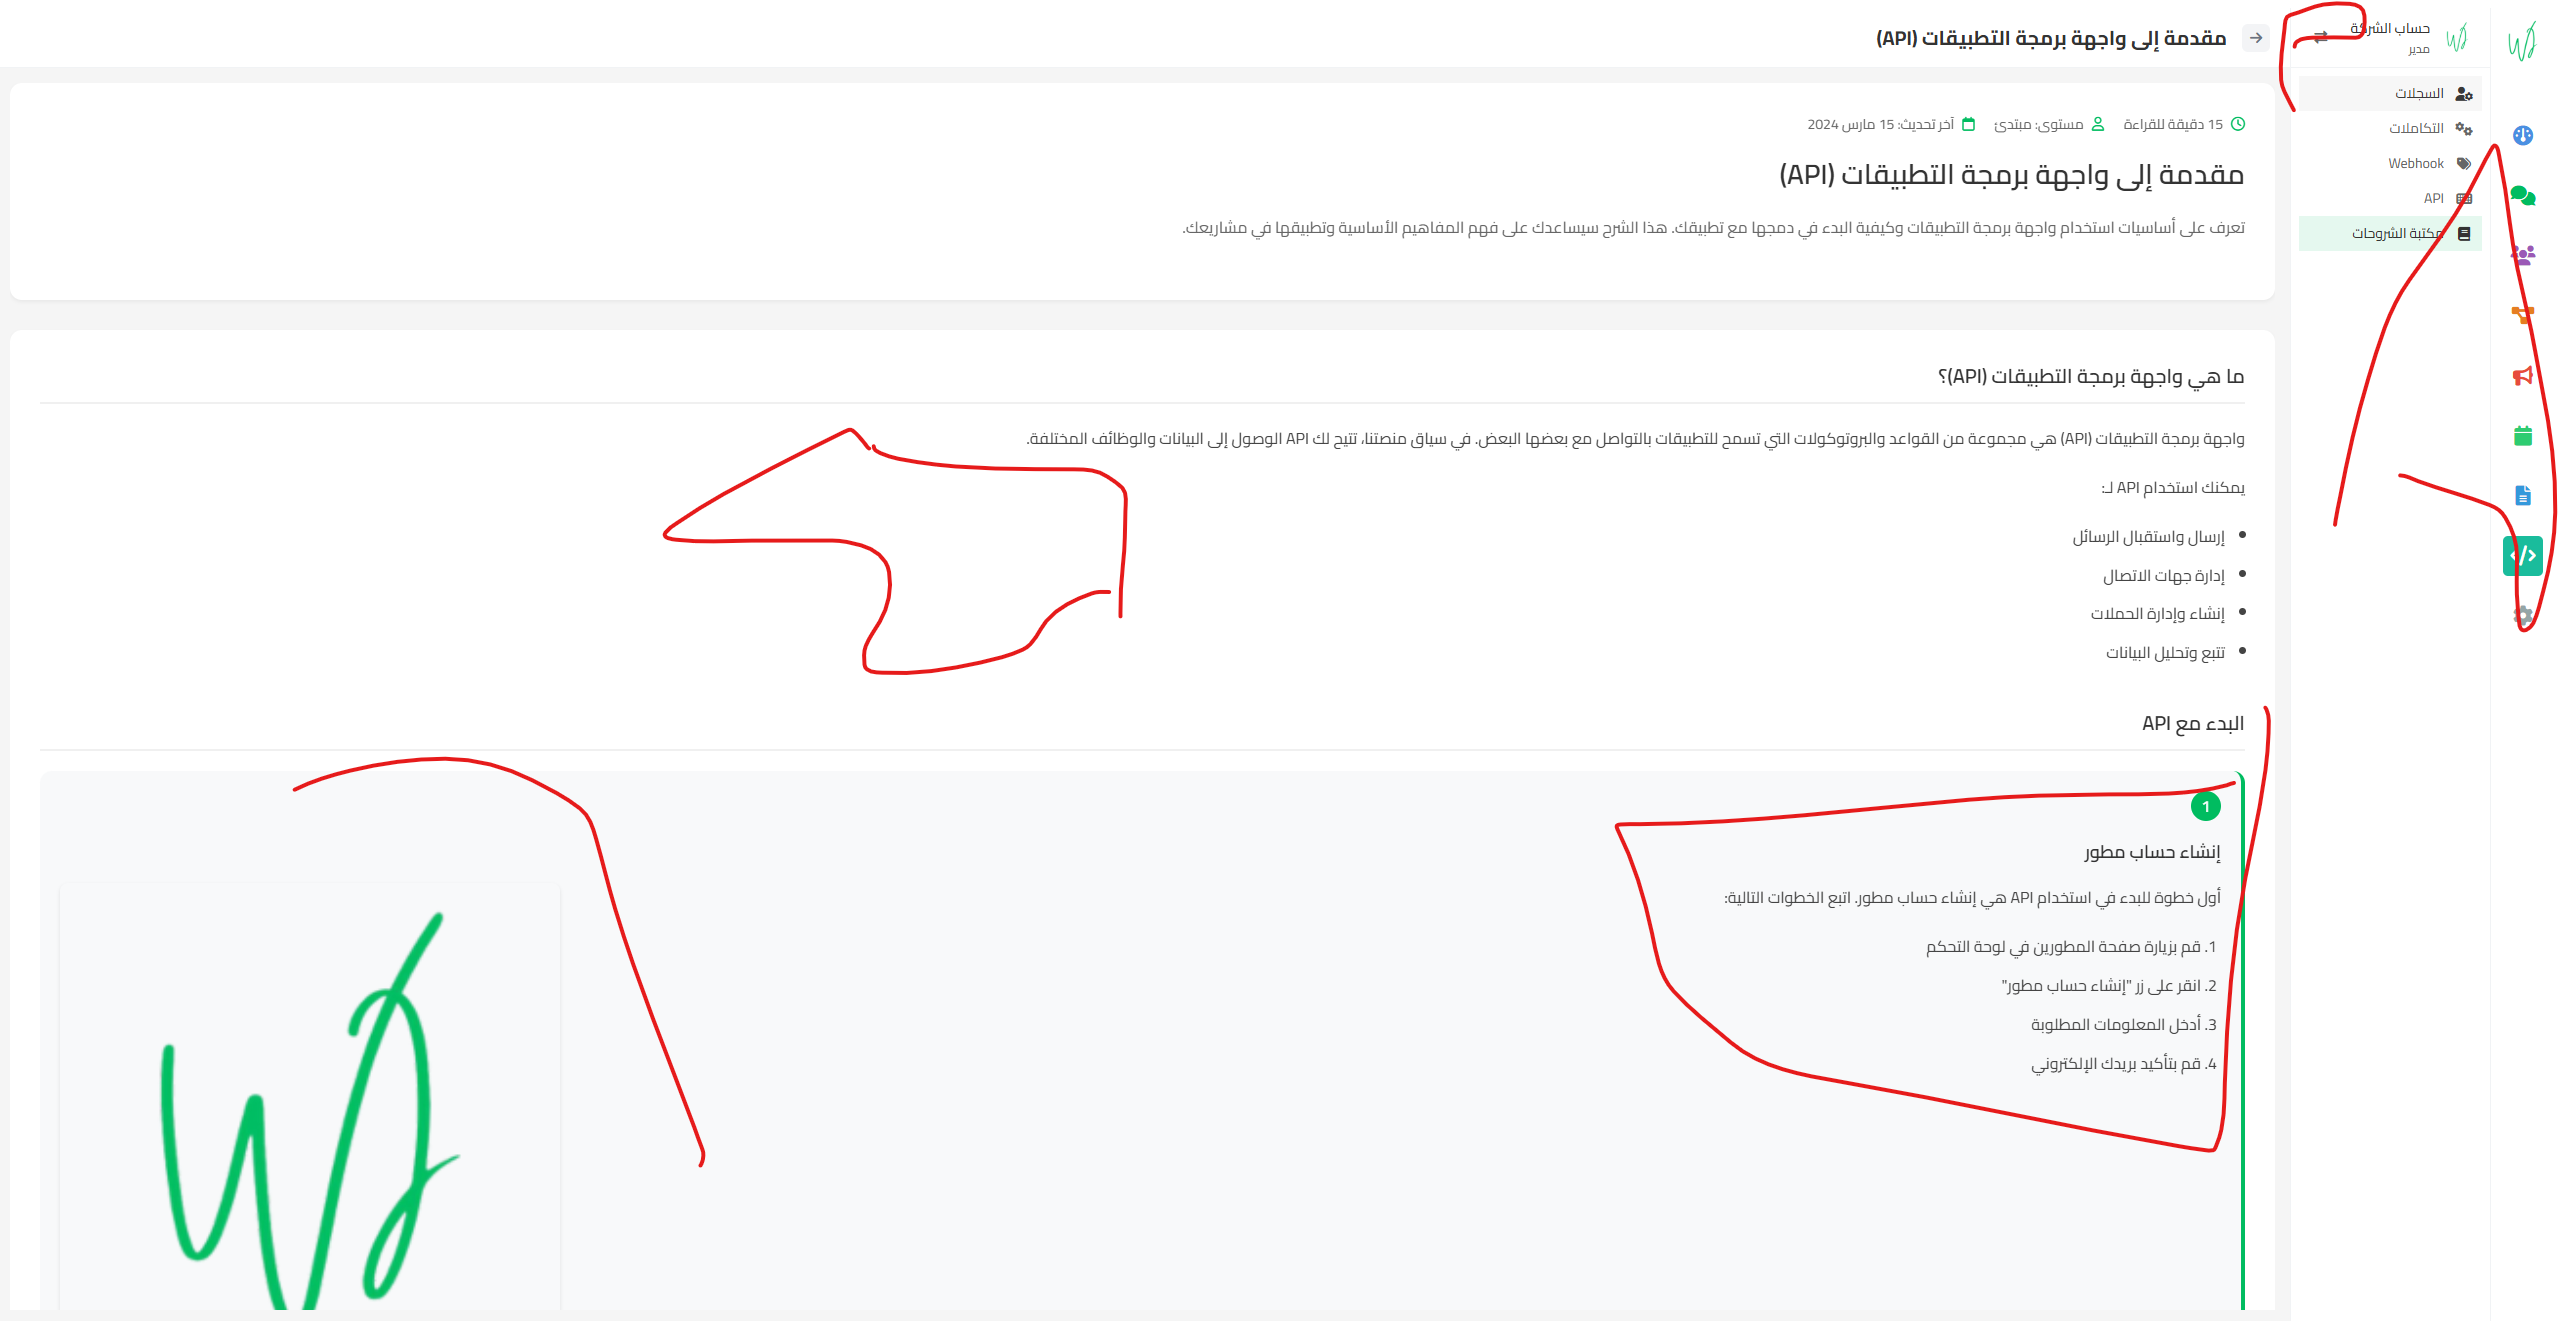 حساب الشركة
مدير
السجلات
التكاملات
Webhook
API
مكتبة الشروحات
مقدمة إلى واجهة برمجة التطبيقات (API)
15 دقيقة للقراءة مستوى: مبتدئ آخر تحديث: 15 مارس 2024
مقدمة إلى واجهة برمجة التطبيقات (API)
تعرف على أساسيات استخدام واجهة برمجة التطبيقات وكيفية البدء في دمجها مع تطبيقك. هذا الشرح سيساعدك على فهم المفاهيم الأساسية وتطبيقها في مشاريعك.
ما هي واجهة برمجة التطبيقات (API)؟
واجهة برمجة التطبيقات (API) هي مجموعة من القواعد والبروتوكولات التي تسمح للتطبيقات بالتواصل مع بعضها البعض. في سياق منصتنا، تتيح لك API الوصول إلى البيانات والوظائف المختلفة.
يمكنك استخدام API لـ:
• إرسال واستقبال الرسائل
• إدارة جهات الاتصال
• إنشاء وإدارة الحملات
• تتبع وتحليل البيانات
البدء مع API
1
إنشاء حساب مطور
أول خطوة للبدء في استخدام API هي إنشاء حساب مطور. اتبع الخطوات التالية:
1. قم بزيارة صفحة المطورين في لوحة التحكم
2. انقر على زر "إنشاء حساب مطور"
3. أدخل المعلومات المطلوبة
4. قم بتأكيد بريدك الإلكتروني